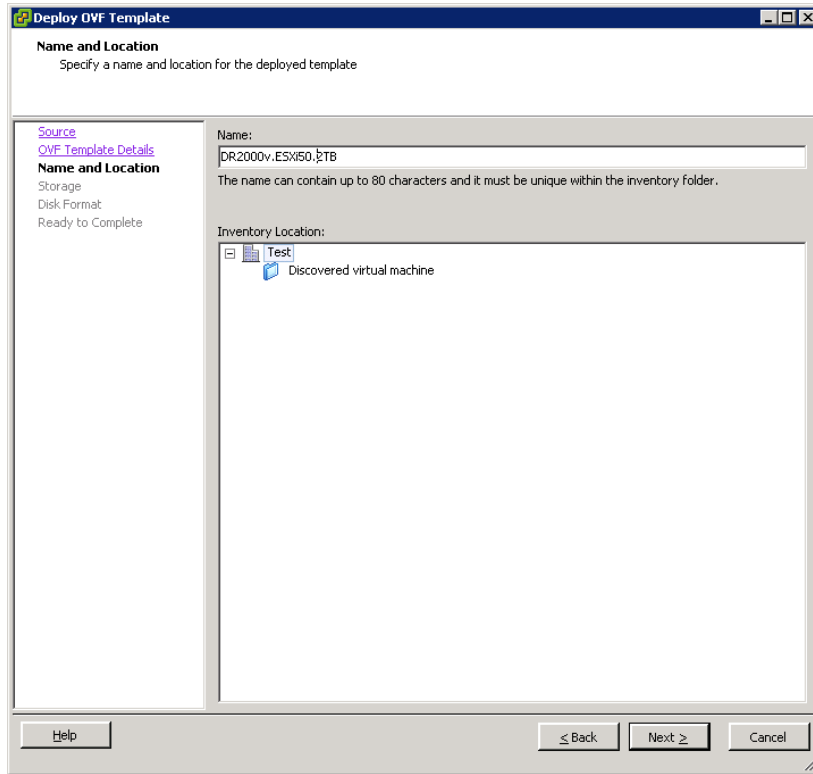 Deploy OVF Template
Name and Location
Specify a name and location for the deployed template
Source
OVF Template Details
Name and Location
Storage
Disk Format
Ready to Complete
Name:
DR2000v.ESXi50.2TB
The name can contain up to 80 characters and it must be unique within the inventory folder.
Inventory Location:
Test
Discovered virtual machine
Help
< Back
Next >
Cancel